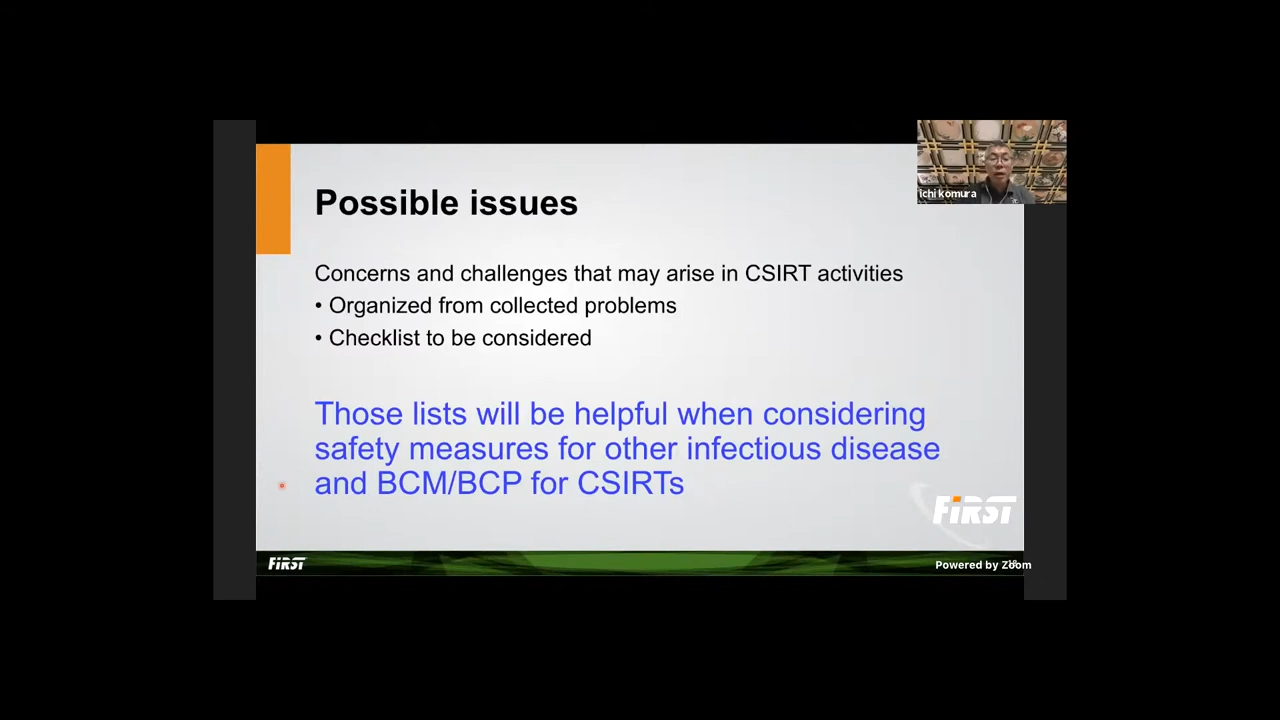 ichi komura
Possible issues
Concerns and challenges that may arise in CSIRT activities
• Organized from collected problems
• Checklist to be considered
Those lists will be helpful when considering
safety measures for other infectious disease
and BCM/BCP for CSIRTs
FiRST
FiRST
Powered by Zoom